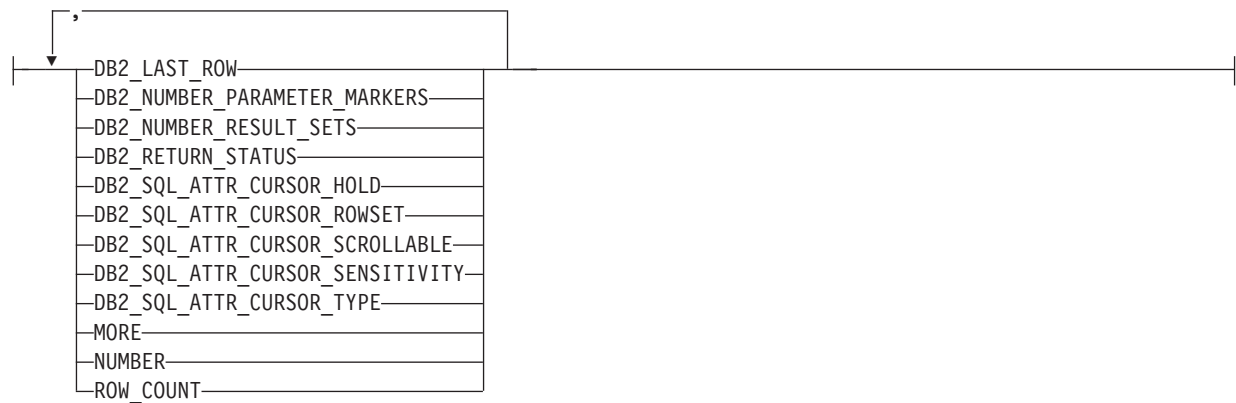 ,
DB2_LAST_ROW
DB2_NUMBER_PARAMETER_MARKERS
DB2_NUMBER_RESULT_SETS
DB2_RETURN_STATUS
DB2_SQL_ATTR_CURSOR_HOLD
DB2_SQL_ATTR_CURSOR_ROWSET
DB2_SQL_ATTR_CURSOR_SCROLLABLE
DB2_SQL_ATTR_CURSOR_SENSITIVITY
DB2_SQL_ATTR_CURSOR_TYPE
MORE
NUMBER
ROW_COUNT